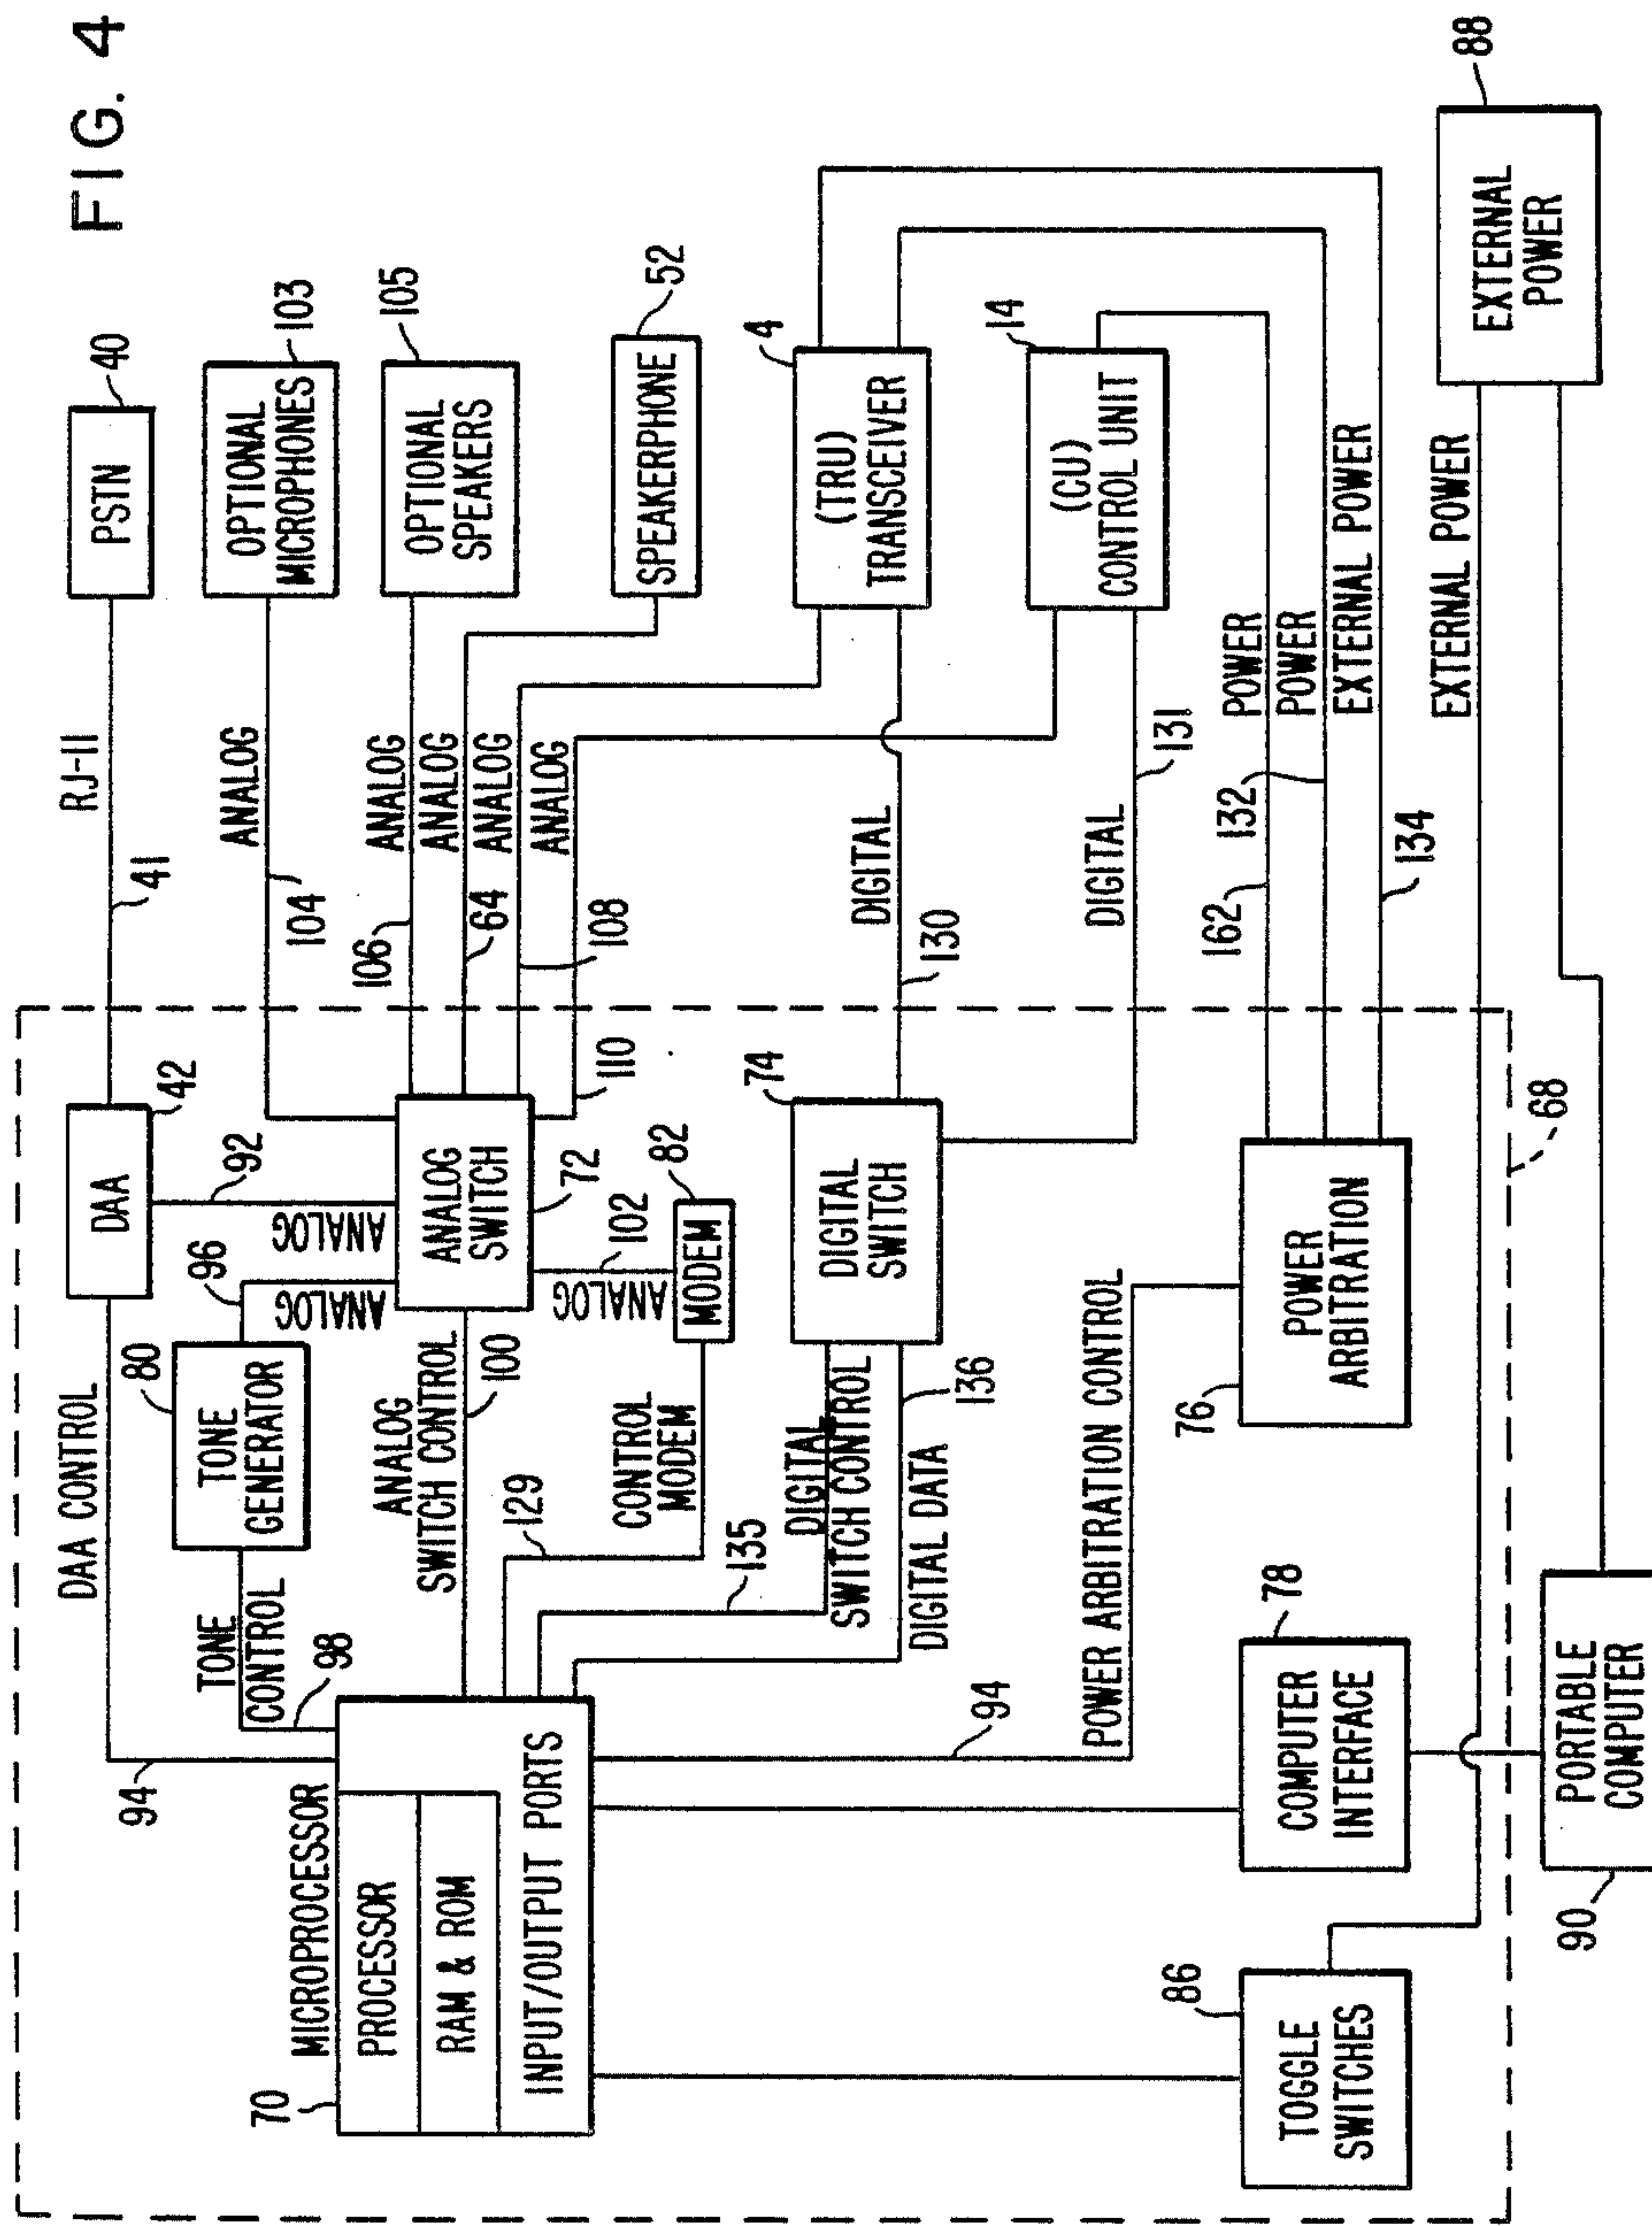 FIG. 4
DAA CONTROL
94
DAA
42
92
ANALOG
41
RJ-11
PSTN
40
TONE
CONTROL
98
80
TONE
GENERATOR
96
ANALOG
104
ANALOG
OPTIONAL
MICROPHONES
103
MICROPROCESSOR
70
PROCESSOR
RAM & ROM
INPUT/OUTPUT PORTS
ANALOG
SWITCH CONTROL
100
ANALOG
SWITCH
72
106
ANALOG
OPTIONAL
SPEAKERS
105
64
ANALOG
SPEAKERPHONE
52
108
ANALOG
110
ANALOG
129
CONTROL
MODEM
ANALOG
102
MODEM
82
135
DIGITAL
SWITCH CONTROL
DIGITAL DATA
136
DIGITAL
SWITCH
74
130
DIGITAL
(TRU)
TRANSCEIVER
4
DIGITAL
131
(CU)
CONTROL UNIT
14
94
POWER ARBITRATION CONTROL
76
POWER
ARBITRATION
162
POWER
132
POWER
134
EXTERNAL POWER
86
TOGGLE
SWITCHES
COMPUTER
INTERFACE
78
68
EXTERNAL POWER
EXTERNAL
POWER
88
90
PORTABLE
COMPUTER